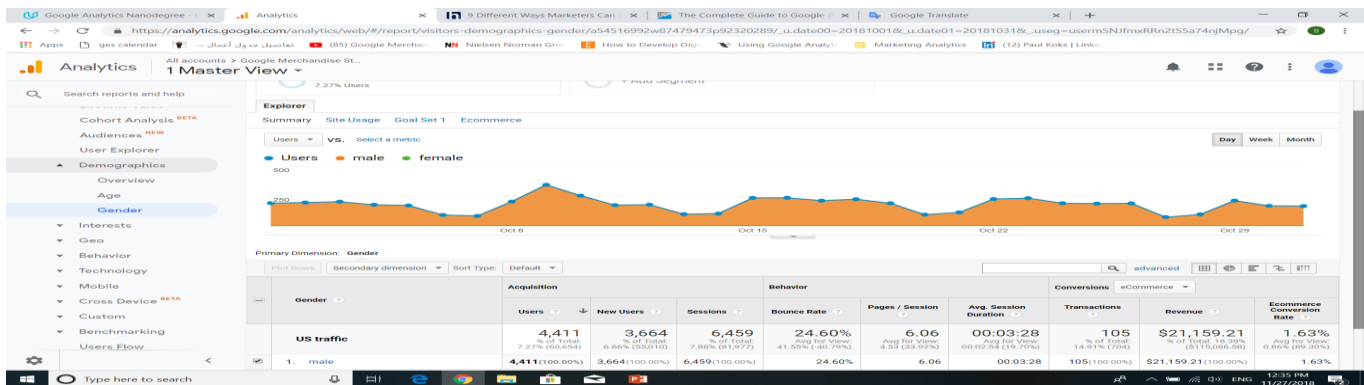 Google Analytics Nanodegree -
Analytics
9 Different Ways Marketers Can
The Complete Guide to Google
Google Translate
https://analytics.google.com/analytics/web/#/report/visitors-demographics-gender/a54516992w87479473p92320289/_u.date00=20181001&_u.date01=20181031&_.useg=
Apps
ges calendar
تفاصيل جدول أعمال
(85) Google Merchan
Nielsen Norman Gro
How to Develop Digi
Using Google Analyti
Marketing Analytics
(12) Paul Koks | Linke
Analytics
All accounts > Google Merchandise St...
1 Master View
Search reports and help
7.27% Users
+ Add Segment
Cohort Analysis BETA
Audiences NEW
User Explorer
Demographics
Overview
Age
Gender
Interests
Geo
Behavior
Technology
Mobile
Cross Device BETA
Custom
Benchmarking
Users Flow
Explorer
Summary Site Usage Goal Set 1 Ecommerce
Users VS. Select a metric
Day Week Month
Users male female
500
250
... Oct 8 Oct 15 Oct 22 Oct 29
Primary Dimension: Gender
Plot Rows Secondary dimension Sort Type: Default
advanced
Gender
Acquisition Behavior Conversions eCommerce
Users New Users Sessions Bounce Rate Pages / Session Avg. Session Duration Transactions Revenue Ecommerce Conversion Rate
US traffic
4,411 3,664 6,459 24.60% 6.06 00:03:28 105 $21,159.21 1.63%
% of Total: % of Total: % of Total: Avg for View: Avg for View: Avg for View: % of Total: % of Total: 18.39% Avg for View:
7.27% (60,654) 6.66% (55,010) 7.88% (81,977) 41.55% (-40.79%) 4.53 (33.92%) 00:02:54 (19.70%) 14.91% (704) ($115,086.58) 0.86% (89.30%)
1. male 4,411(100.00%) 3,664(100.00%) 6,459(100.00%) 24.60% 6.06 00:03:28 105(100.00%) $21,159.21(100.00%) 1.63%
Type here to search
ENG
12:35 PM
11/27/2018